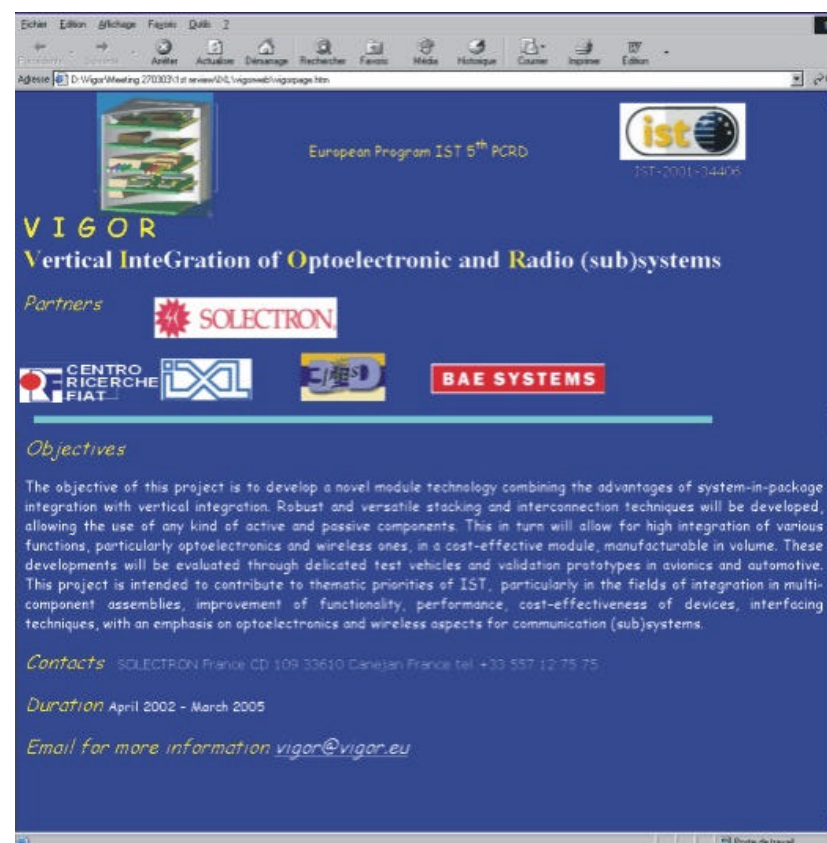 Fichier Edition Affichage Favoris Outils ?
Arrêter Actualiser Démarrage Rechercher Favoris Média Historique Courrier Imprimer Edition
Adresse D:\Vigor\Meeting 270303\1st
ist
European Program IST 5th PCRD
IST-2001-34406
VIGOR
Vertical InteGration of Optoelectronic and Radio (sub)systems
Partners
SOLECTRON
CENTRO
RICERCHE
FIAT
iXL
BAE SYSTEMS
Objectives
The objective of this project is to develop a novel module technology combining the advantages of system-in-package
integration with vertical integration. Robust and versatile stacking and interconnection techniques will be developed,
allowing the use of any kind of active and passive components. This in turn will allow for high integration of various
functions, particularly optoelectronics and wireless ones, in a cost-effective module, manufacturable in volume. These
developments will be evaluated through delicated test vehicles and validation prototypes in avionics and automotive.
This project is intended to contribute to thematic priorities of IST, particularly in the fields of integration in multi-
component assemblies, improvement of functionality, performance, cost-effectiveness of devices, interfacing
techniques, with an emphasis on optoelectronics and wireless aspects for communication (sub)systems.
Contacts SOLECTRON France CD 109 33610 Canejan France tel +33 557 12 75 75
Duration April 2002 - March 2005
Email for more information vigor@vigor.eu
Poste de travail